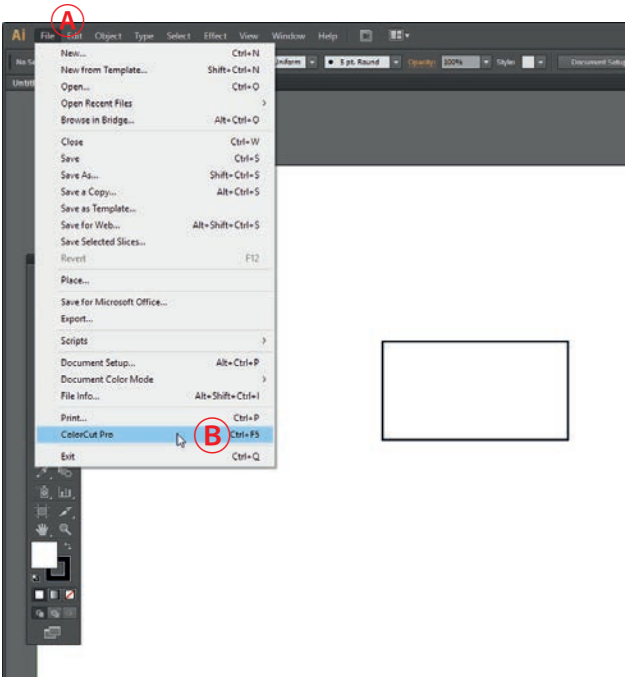 A
Ai File Edit Object Type Select Effect View Window Help
Uniform 5 pt. Round Opacity: 100% Style: Document Setup
New... Ctrl+N
New from Template... Shift+Ctrl+N
Open... Ctrl+O
Open Recent Files
Browse in Bridge... Alt+Ctrl+O
Close Ctrl+W
Save Ctrl+S
Save As... Shift+Ctrl+S
Save a Copy... Alt+Ctrl+S
Save as Template...
Save for Web... Alt+Shift+Ctrl+S
Save Selected Slices...
Revert F12
Place...
Save for Microsoft Office...
Export...
Scripts
Document Setup... Alt+Ctrl+P
Document Color Mode
File Info... Alt+Shift+Ctrl+I
Print... Ctrl+P
ColorCut Pro B Ctrl+F5
Exit Ctrl+Q